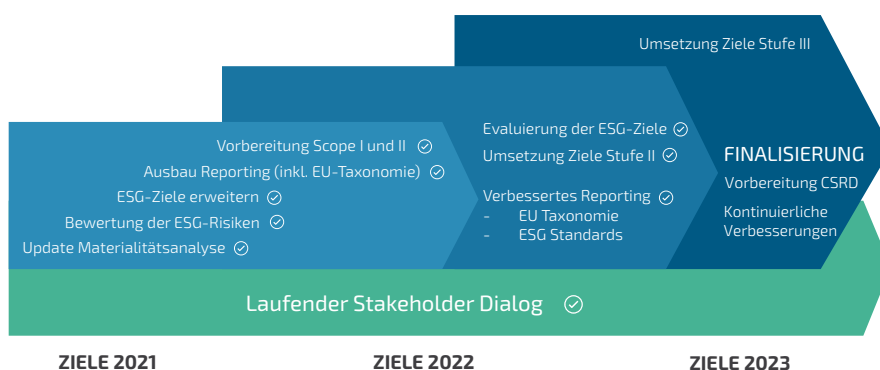 Umsetzung Ziele Stufe III
Vorbereitung Scope I und II
Ausbau Reporting (inkl. EU-Taxonomie)
ESG-Ziele erweitern
Bewertung der ESG-Risiken
Update Materialitätsanalyse
Evaluierung der ESG-Ziele
Umsetzung Ziele Stufe II
Verbessertes Reporting
- EU Taxonomie
- ESG Standards
FINALISIERUNG
Vorbereitung CSRD
Kontinuierliche
Verbesserungen
Laufender Stakeholder Dialog
ZIELE 2021
ZIELE 2022
ZIELE 2023